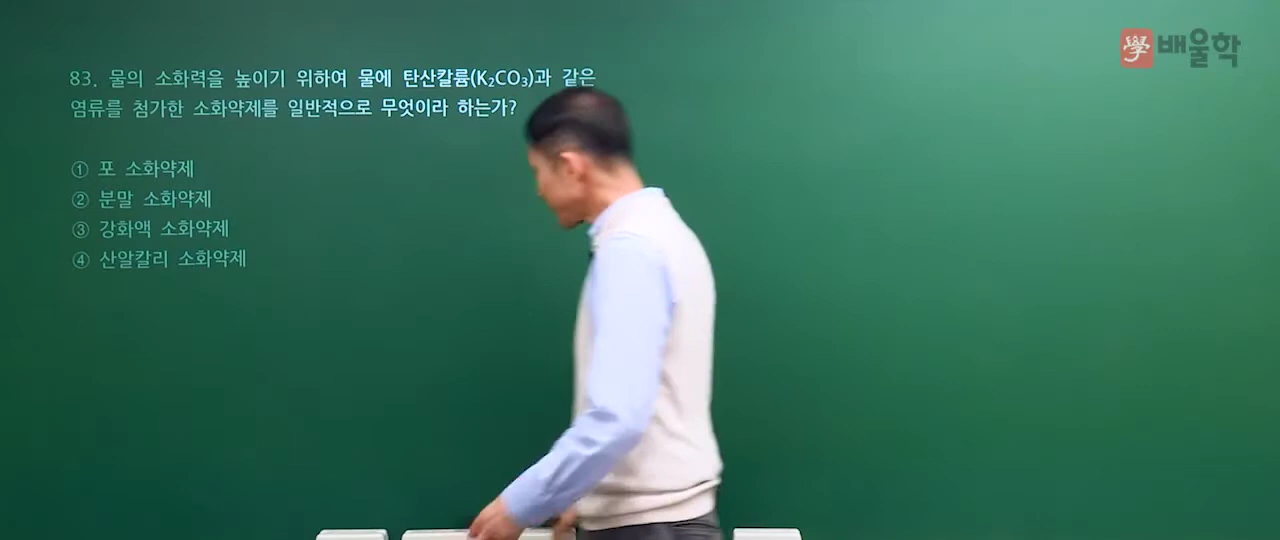 學 배울학
83. 물의 소화력을 높이기 위하여 물에 탄산칼륨(K₂CO₃)과 같은
염류를 첨가한 소화약제를 일반적으로 무엇이라 하는가?
① 포 소화약제
② 분말 소화약제
③ 강화액 소화약제
④ 산알칼리 소화약제